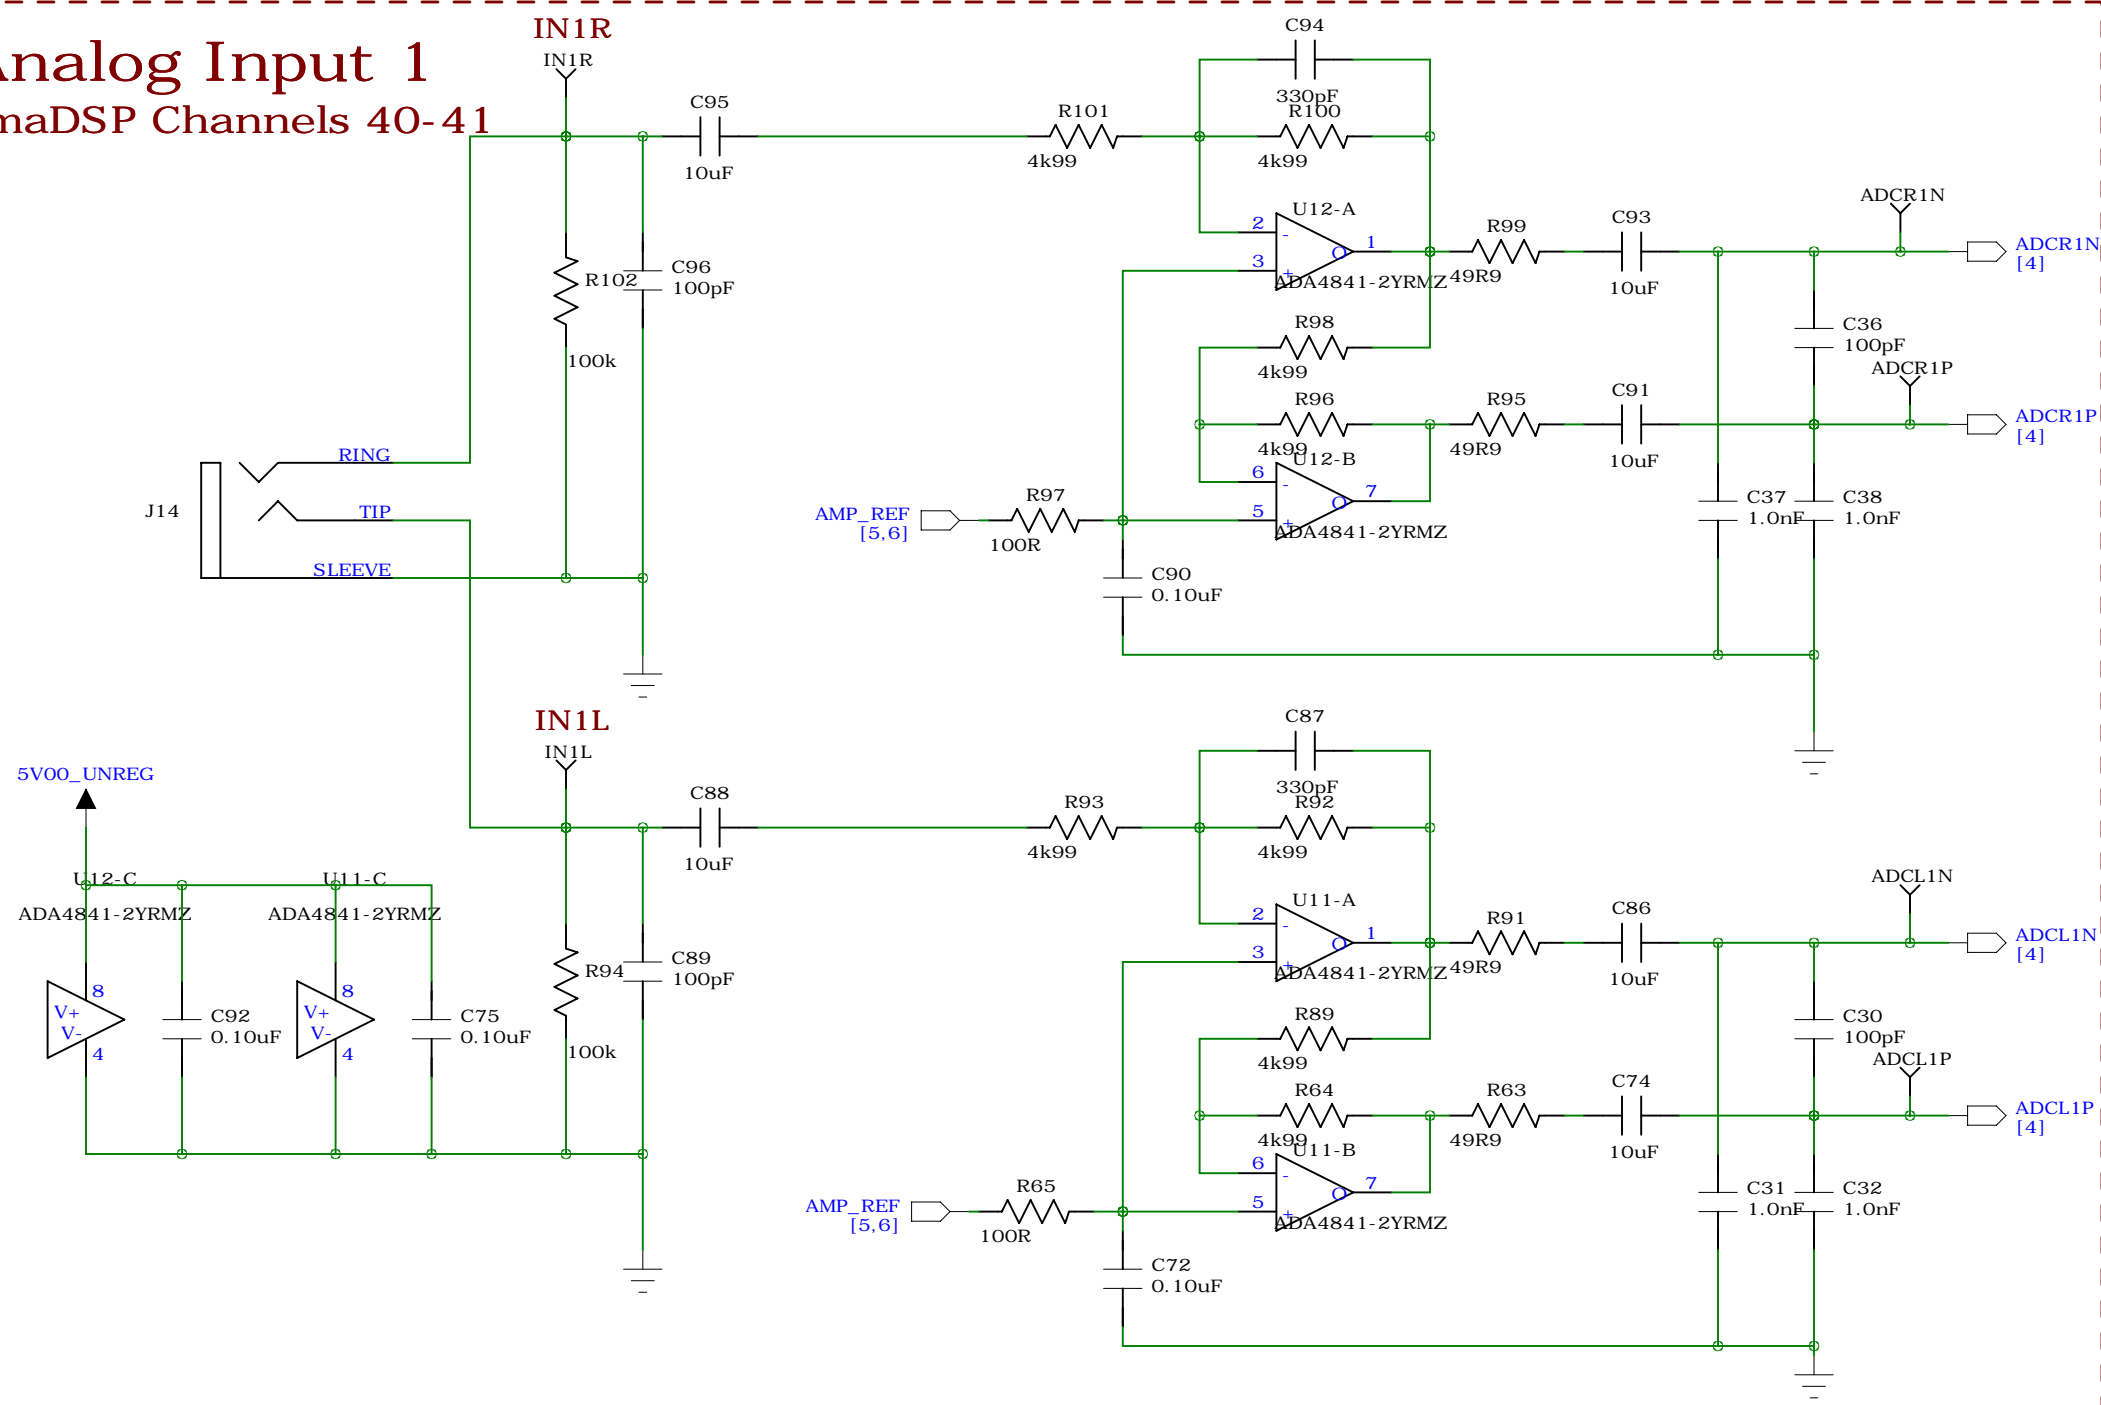 Analog Input 1
maDSP Channels 40-41
IN1R
IN1R
C95
10uF
R101
4k99
C94
330pF
R100
4k99
R102
100k
C96
100pF
U12-A
2
-
3
+
O
1
ADA4841-2YRMZ
R99
49R9
C93
10uF
ADCR1N
ADCR1N
[4]
R98
4k99
C36
100pF
ADCR1P
R96
4k99
R95
49R9
C91
10uF
ADCR1P
[4]
RING
J14
TIP
SLEEVE
U12-B
6
-
5
+
O
7
ADA4841-2YRMZ
AMP_REF
[5,6]
R97
100R
C37
1.0nF
C38
1.0nF
C90
0.10uF
IN1L
IN1L
5V00_UNREG
C88
10uF
R93
4k99
C87
330pF
R92
4k99
U12-C
ADA4841-2YRMZ
U11-C
ADA4841-2YRMZ
8
V+
V-
4
C92
0.10uF
8
V+
V-
4
C75
0.10uF
R94
100k
C89
100pF
U11-A
2
-
3
+
O
1
ADA4841-2YRMZ
R91
49R9
C86
10uF
ADCL1N
ADCL1N
[4]
R89
4k99
C30
100pF
ADCL1P
R64
4k99
R63
49R9
C74
10uF
ADCL1P
[4]
U11-B
6
-
5
+
O
7
ADA4841-2YRMZ
AMP_REF
[5,6]
R65
100R
C31
1.0nF
C32
1.0nF
C72
0.10uF